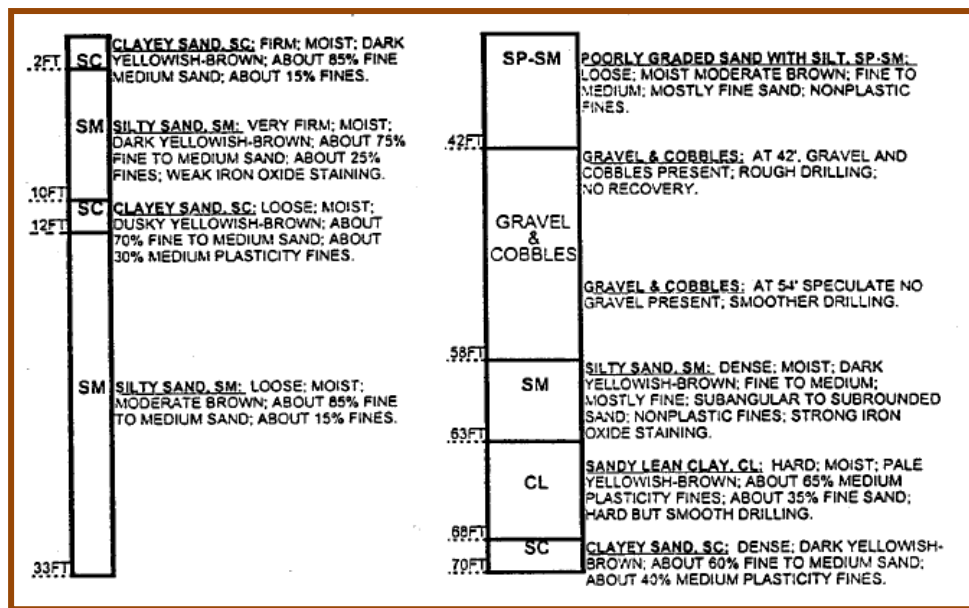 2FT
SC
CLAYEY SAND, SC: FIRM; MOIST; DARK
YELLOWISH-BROWN; ABOUT 85% FINE
MEDIUM SAND; ABOUT 15% FINES.
SM
SILTY SAND, SM: VERY FIRM; MOIST;
DARK YELLOWISH-BROWN; ABOUT 75%
FINE TO MEDIUM SAND; ABOUT 25%
FINES; WEAK IRON OXIDE STAINING.
10FT
SC
12FT
CLAYEY SAND, SC: LOOSE; MOIST;
DUSKY YELLOWISH-BROWN; ABOUT
70% FINE TO MEDIUM SAND; ABOUT
30% MEDIUM PLASTICITY FINES.
SM
SILTY SAND, SM: LOOSE; MOIST;
MODERATE BROWN; ABOUT 85% FINE
TO MEDIUM SAND; ABOUT 15% FINES.
33FT
SP-SM
POORLY GRADED SAND WITH SILT, SP-SM:
LOOSE; MOIST MODERATE BROWN; FINE TO
MEDIUM; MOSTLY FINE SAND; NONPLASTIC
FINES.
42FT
GRAVEL & COBBLES: AT 42', GRAVEL AND
COBBLES PRESENT; ROUGH DRILLING;
NO RECOVERY.
GRAVEL
&
COBBLES
GRAVEL & COBBLES: AT 54' SPECULATE NO
GRAVEL PRESENT; SMOOTHER DRILLING.
58FT
SM
SILTY SAND, SM: DENSE; MOIST; DARK
YELLOWISH-BROWN; FINE TO MEDIUM;
MOSTLY FINE; SUBANGULAR TO SUBROUNDED
SAND; NONPLASTIC FINES; STRONG IRON
OXIDE STAINING.
63FT
CL
SANDY LEAN CLAY, CL: HARD; MOIST; PALE
YELLOWISH-BROWN; ABOUT 65% MEDIUM
PLASTICITY FINES; ABOUT 35% FINE SAND;
HARD BUT SMOOTH DRILLING.
68FT
SC
70FT
CLAYEY SAND, SC: DENSE; DARK YELLOWISH-
BROWN; ABOUT 60% FINE TO MEDIUM SAND;
ABOUT 40% MEDIUM PLASTICITY FINES.